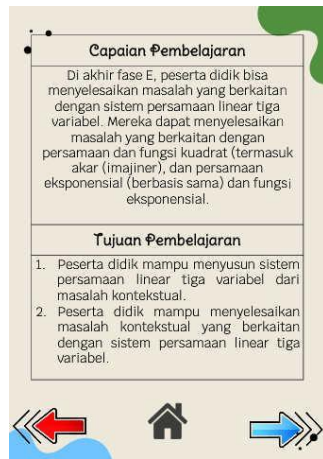 Capaian Pembelajaran
Di akhir fase E, peserta didik bisa
menyelesaikan masalah yang berkaitan
dengan sistem persamaan linear tiga
variabel. Mereka dapat menyelesaikan
masalah yang berkaitan dengan
persamaan dan fungsi kuadrat (termasuk
akar (imajiner), dan persamaan
eksponensial (berbasis sama) dan fungsi
eksponensial.
Tujuan Pembelajaran
1. Peserta didik mampu menyusun sistem
persamaan linear tiga variabel dari
masalah kontekstual.
2. Peserta didik mampu menyelesaikan
masalah kontekstual yang berkaitan
dengan sistem persamaan linear tiga
variabel.